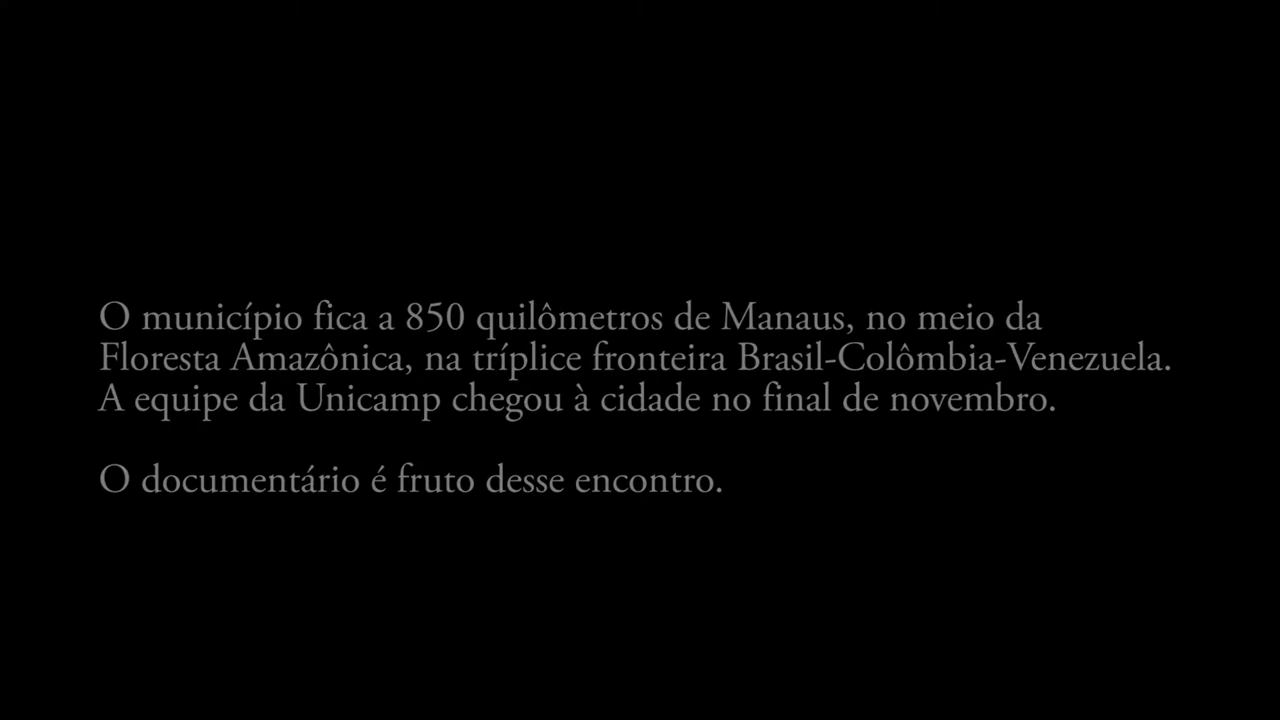 O município fica a 850 quilômetros de Manaus, no meio da
Floresta Amazônica, na tríplice fronteira Brasil-Colômbia-Venezuela.
A equipe da Unicamp chegou à cidade no final de novembro.
O documentário é fruto desse encontro.